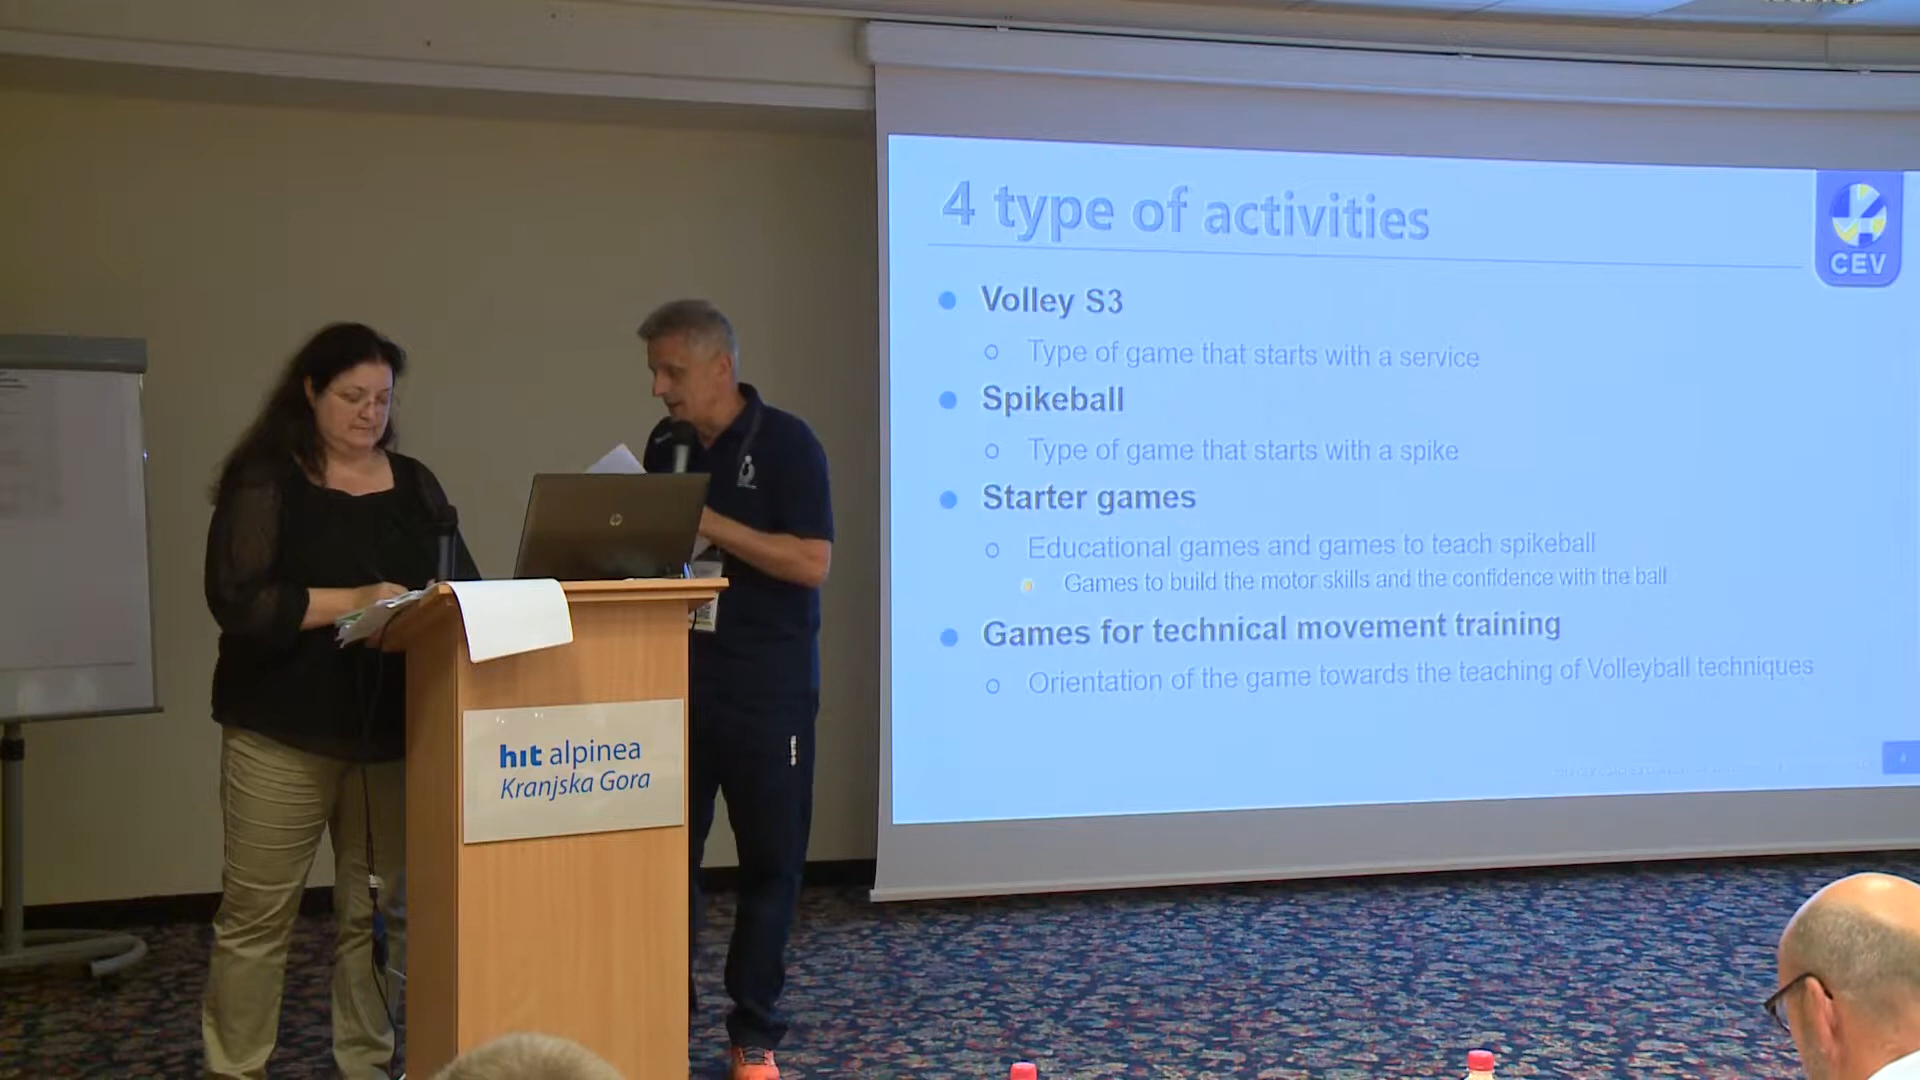 4 type of activities
CEV
Volley S3
Type of game that starts with a service
Spikeball
Type of game that starts with a spike
Starter games
Educational games and games to teach spikeball
Games to build the motor skills and the confidence with the ball
Games for technical movement training
Orientation of the game towards the teaching of Volleyball techniques
hit alpinea
Kranjska Gora
hp